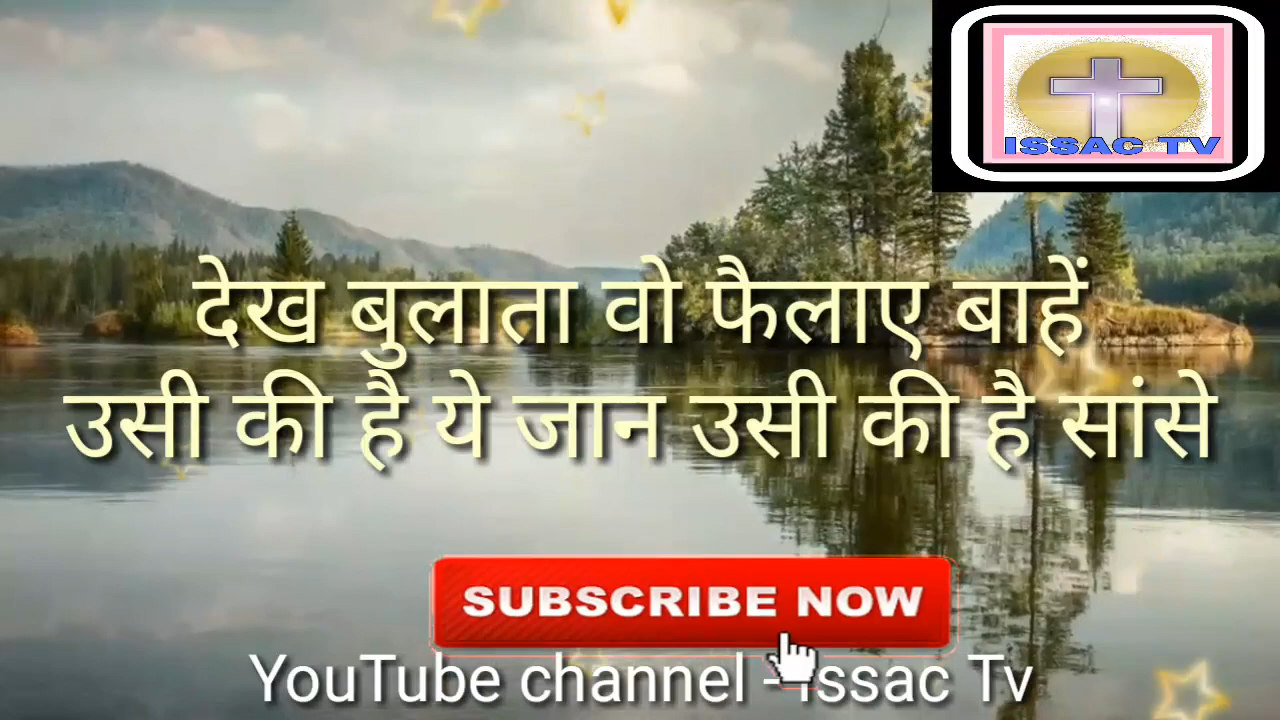 ISSAC TV
देख बुलाता वो फैलाए बाहें
उसी की है ये जान उसी की है सांसे
SUBSCRIBE NOW
YouTube channel - Issac Tv